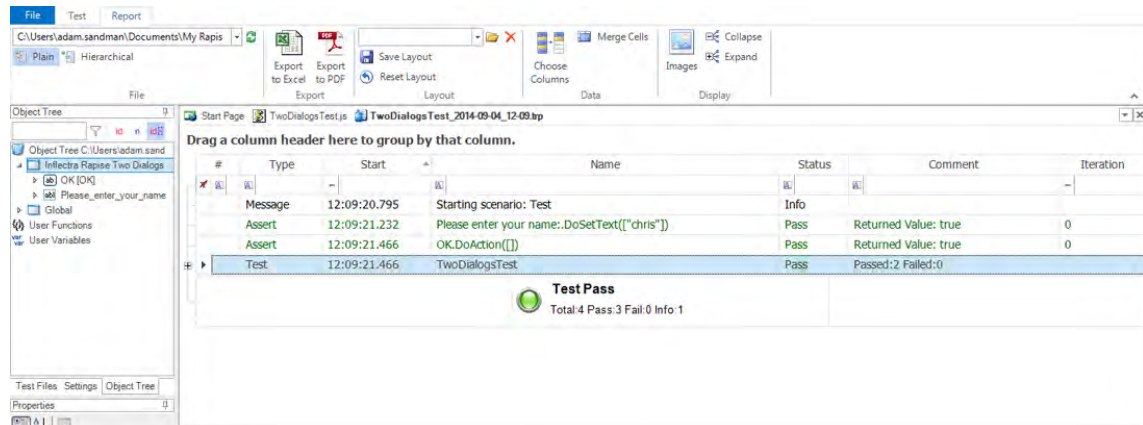 File Test Report
C:\Users\adam.sandman\Documents\My Rapis
Plain Hierarchical
File
Export to Excel
Export to PDF
Export
Save Layout
Reset Layout
Layout
Choose Columns
Merge Cells
Data
Images
Collapse
Expand
Display
Object Tree
id n id
Object Tree C:\Users\adam.sand
Inflectra Rapise Two Dialogs
OK [OK]
Please_enter_your_name
Global
User Functions
User Variables
Test Files Settings Object Tree
Properties
Start Page TwoDialogsTest.js TwoDialogsTest_2014-09-04_12-09.trp
Drag a column header here to group by that column.
# Type Start Name Status Comment Iteration
Message 12:09:20.795 Starting scenario: Test Info
Assert 12:09:21.232 Please enter your name:.DoSetText(["chris"]) Pass Returned Value: true 0
Assert 12:09:21.466 OK.DoAction([]) Pass Returned Value: true 0
Test 12:09:21.466 TwoDialogsTest Pass Passed:2 Failed:0
Test Pass
Total:4 Pass:3 Fail:0 Info:1